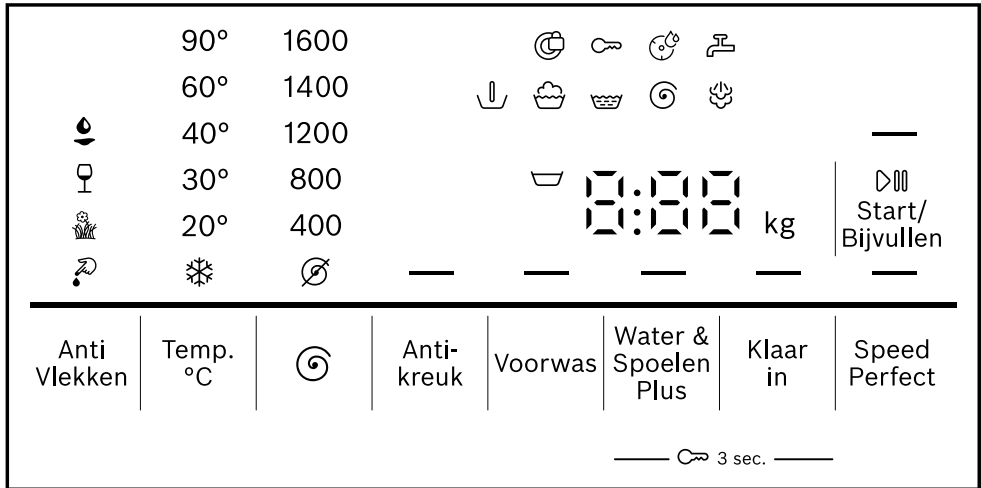 90° 1600
60° 1400
40° 1200
30° 800
20° 400
8:88 kg
Start/
Bijvullen
Anti
Vlekken
Temp.
°C
Anti-
kreuk
Voorwas
Water &
Spoelen
Plus
Klaar
in
Speed
Perfect
3 sec.